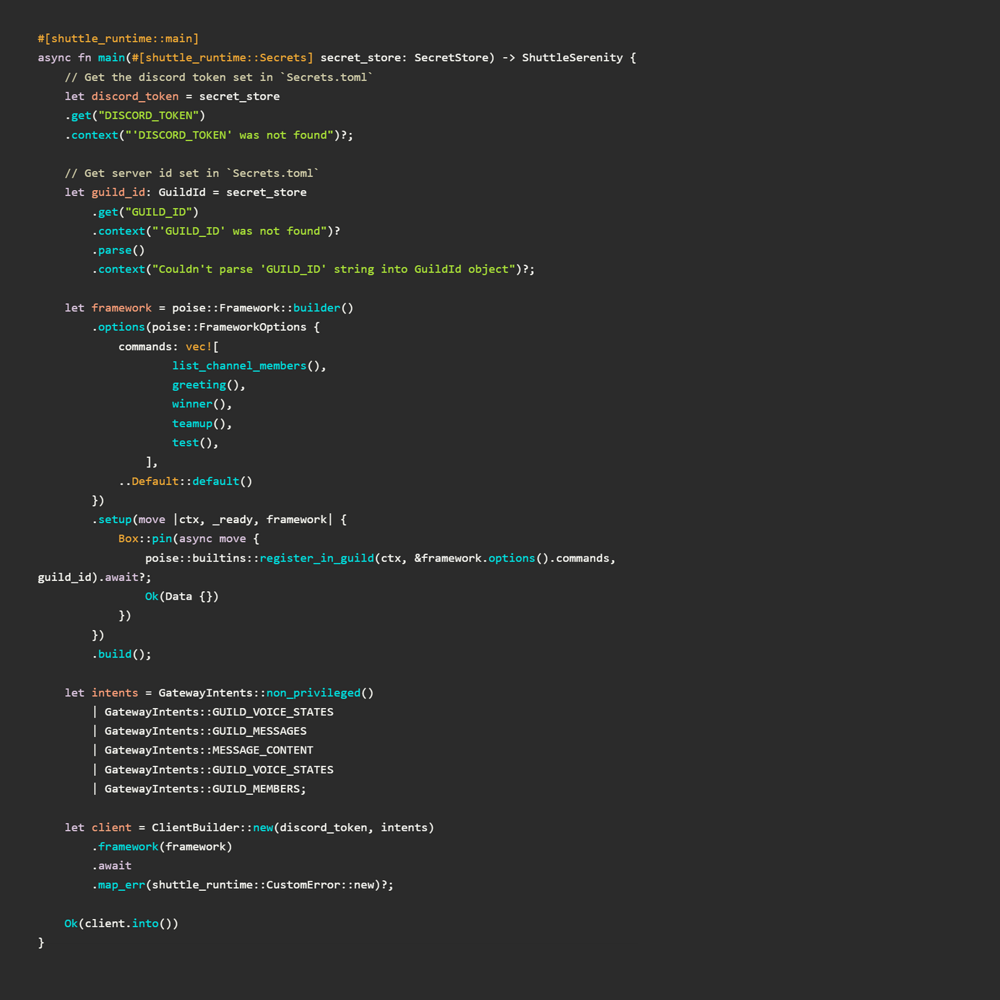 #[shuttle_runtime::main]
async fn main(#[shuttle_runtime::Secrets] secret_store: SecretStore) -> ShuttleSerenity {
    // Get the discord token set in `Secrets.toml`
    let discord_token = secret_store
    .get("DISCORD_TOKEN")
    .context("'DISCORD_TOKEN' was not found")?;

    // Get server id set in `Secrets.toml`
    let guild_id: GuildId = secret_store
        .get("GUILD_ID")
        .context("'GUILD_ID' was not found")?
        .parse()
        .context("Couldn't parse 'GUILD_ID' string into GuildId object")?;

    let framework = poise::Framework::builder()
        .options(poise::FrameworkOptions {
            commands: vec![
                    list_channel_members(),
                    greeting(),
                    winner(),
                    teamup(),
                    test(),
                ],
            ..Default::default()
        })
        .setup(move |ctx, _ready, framework| {
            Box::pin(async move {
                poise::builtins::register_in_guild(ctx, &framework.options().commands,
guild_id).await?;
                Ok(Data {})
            })
        })
        .build();

    let intents = GatewayIntents::non_privileged()
        | GatewayIntents::GUILD_VOICE_STATES
        | GatewayIntents::GUILD_MESSAGES
        | GatewayIntents::MESSAGE_CONTENT
        | GatewayIntents::GUILD_VOICE_STATES
        | GatewayIntents::GUILD_MEMBERS;

    let client = ClientBuilder::new(discord_token, intents)
        .framework(framework)
        .await
        .map_err(shuttle_runtime::CustomError::new)?;

    Ok(client.into())
}